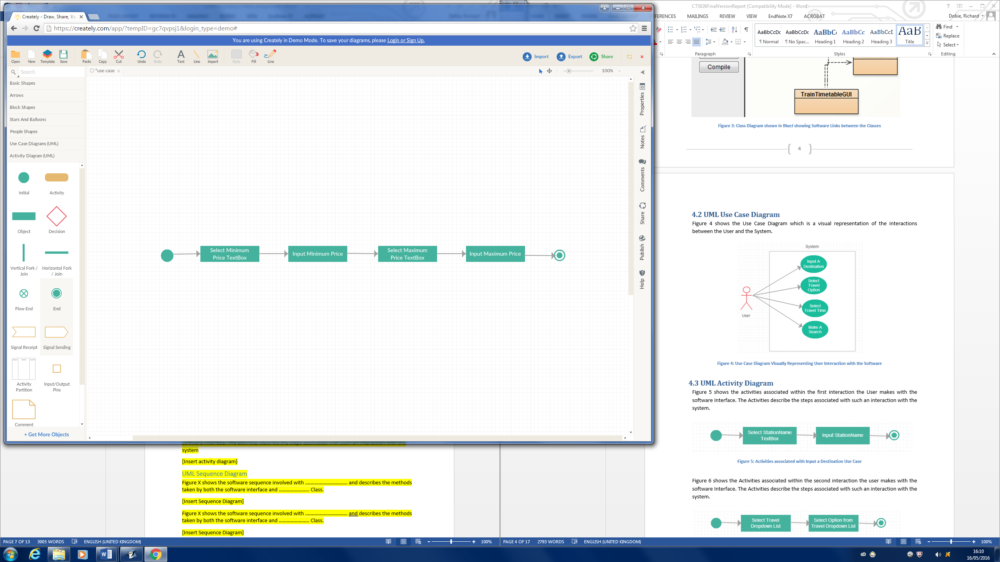 Creately - Draw, Share, Va
https://creately.com/app/?tempID=gc7qvpsj1&login_type=demo#
You are using Creately in Demo Mode. To save your diagrams, please Login or Sign Up.
Open New Template Save Paste Copy Cut Undo Redo Text Line Import Style Fill Line
Import Export Share
Search
*use case
100%
Basic Shapes
Arrows
Block Shapes
Stars And Balloons
People Shapes
Use Case Diagrams (UML)
Activity Diagram (UML)
Initial Activity
Object Decision
Vertical Fork / Horizontal Fork
Join / Join
Flow End End
Signal Receipt Signal Sending
Activity Input/Output
Partition Pins
Comment
+ Get More Objects
Select Minimum
Price TextBox
Input Minimum Price
Select Maximum
Price TextBox
Input Maximum Price
Properties
Notes
Comments
Share
Publish
Help
system
[Insert activity diagram]
UML Sequence Diagram
Figure X shows the software sequence involved with ................................ and describes the methods
taken by both the software interface and ....................... Class.
[Insert Sequence Diagram]
Figure X shows the software sequence involved with ................................ and describes the methods
taken by both the software interface and ....................... Class.
[Insert Sequence Diagram]
PAGE 7 OF 13 3005 WORDS ENGLISH (UNITED KINGDOM) 100%
CT5026FinalVersionReport [Compatibility Mode] - Word
FERENCES MAILINGS REVIEW VIEW EndNote X7 ACROBAT Dobie, Richard
AaBbCcDc AaBbCcDc AaBbC AaBbCc AaBbCcD AaB
¶ Normal ¶ No Spac... Heading 1 Heading 2 Heading 3 Title
Find
Replace
Select
Paragraph Styles Editing
Compile
TrainTimetableGUI
Figure 3: Class Diagram shown in BlueJ showing Software Links between the Classes
4
4.2 UML Use Case Diagram
Figure 4 shows the Use Case Diagram which is a visual representation of the interactions
between the User and the System.
System
Input A
Destination
Select
Travel
Option
Select
Travel Time
Make A
Search
User
Figure 4: Use Case Diagram Visually Representing User Interaction with the Software
4.3 UML Activity Diagram
Figure 5 shows the activities associated within the first interaction the User makes with the
software Interface. The Activities describe the steps associated with such an interaction with the
system.
Select StationName
TextBox
Input StationName
Figure 5: Activities associated with Input a Destination Use Case
Figure 6 shows the Activities associated within the second interaction the user makes with the
software Interface. The Activities describe the steps associated with such an interaction with the
system.
Select Travel
Dropdown List
Select Option from
Travel Dropdown List
PAGE 4 OF 17 2793 WORDS ENGLISH (UNITED KINGDOM) 100%
16:10
16/05/2016